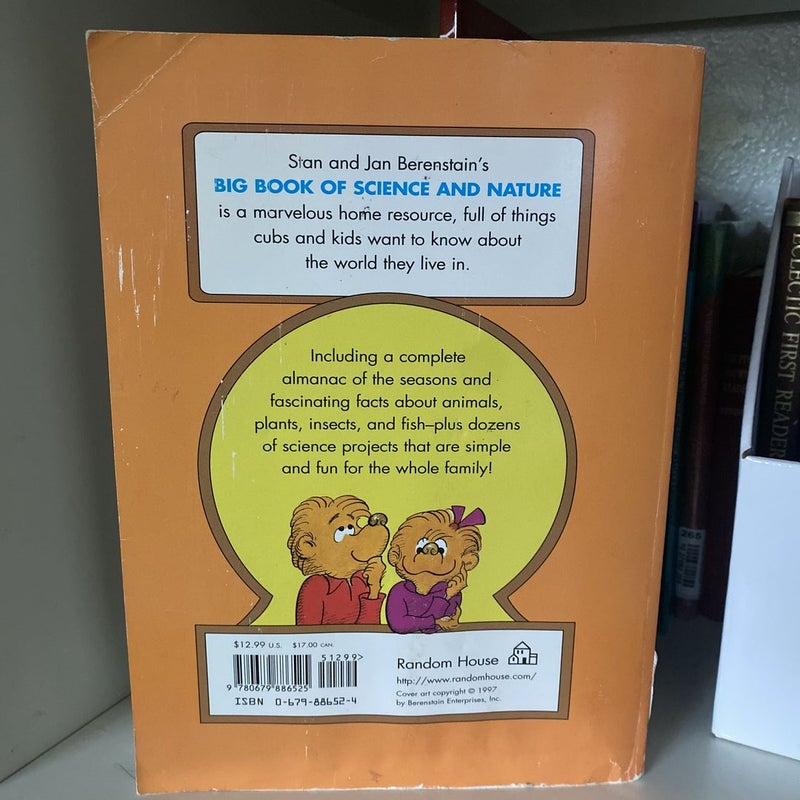 Stan and Jan Berenstain's
BIG BOOK OF SCIENCE AND NATURE
is a marvelous home resource, full of things
cubs and kids want to know about
the world they live in.
Including a complete
almanac of the seasons and
fascinating facts about animals,
plants, insects, and fish–plus dozens
of science projects that are simple
and fun for the whole family!
$12.99 U.S. $17.00 CAN.
51299>
9 780679 886525
ISBN 0-679-88652-4
Random House
http://www.randomhouse.com/
Cover art copyright © 1997
by Berenstain Enterprises, Inc.
265
ECLECTIC FIRST READER